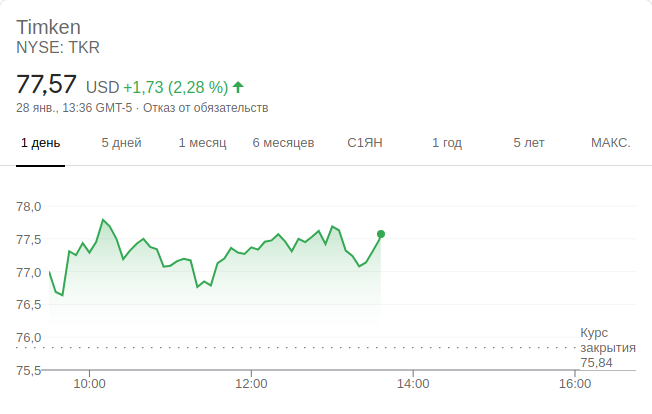 Timken
NYSE: TKR
77,57 USD +1,73 (2,28 %)
28 янв., 13:36 GMT-5 · Отказ от обязательств
1 день 5 дней 1 месяц 6 месяцев С1ЯН 1 год 5 лет МАКС.
78,0
77,5
77,0
76,5
76,0
75,5
Курс
закрытия
75,84
10:00 12:00 14:00 16:00